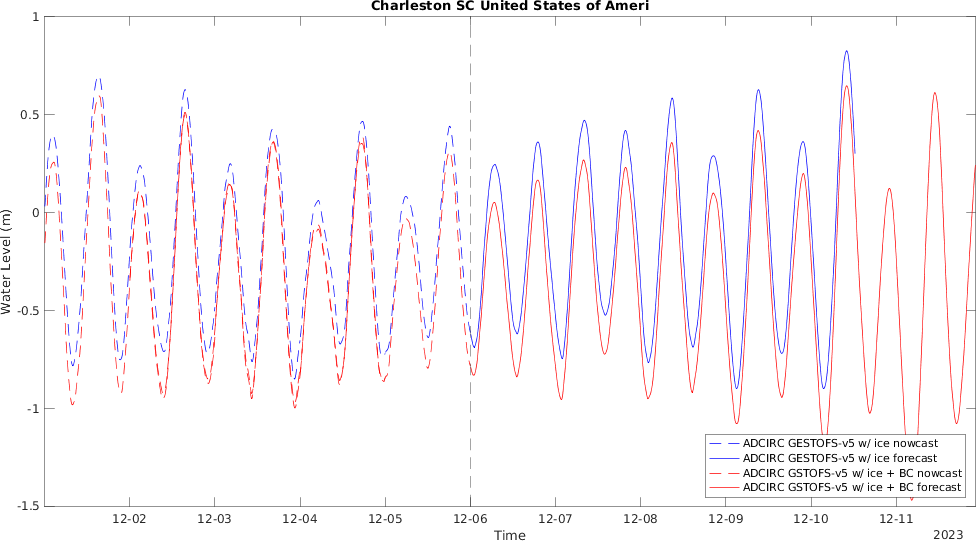 Charleston SC United States of Ameri
1
0.5
0
-0.5
-1
-1.5
Water Level (m)
12-02
12-03
12-04
12-05
12-06
12-07
12-08
12-09
12-10
12-11
Time
2023
ADCIRC GESTOFS-v5 w/ ice nowcast
ADCIRC GESTOFS-v5 w/ ice forecast
ADCIRC GSTOFS-v5 w/ ice + BC nowcast
ADCIRC GSTOFS-v5 w/ ice + BC forecast